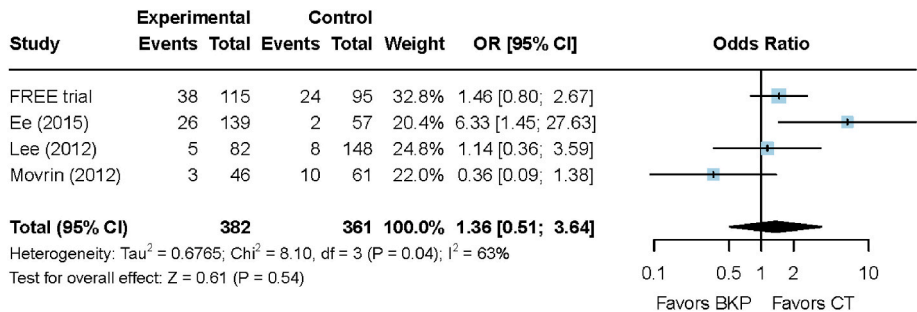 Experimental Control
Study Events Total Events Total Weight OR [95% CI] Odds Ratio
FREE trial 38 115 24 95 32.8% 1.46 [0.80; 2.67]
Ee (2015) 26 139 2 57 20.4% 6.33 [1.45; 27.63]
Lee (2012) 5 82 8 148 24.8% 1.14 [0.36; 3.59]
Movrin (2012) 3 46 10 61 22.0% 0.36 [0.09; 1.38]
Total (95% CI) 382 361 100.0% 1.36 [0.51; 3.64]
Heterogeneity: Tau² = 0.6765; Chi² = 8.10, df = 3 (P = 0.04); I² = 63%
Test for overall effect: Z = 0.61 (P = 0.54)
0.1 0.5 1 2 10
Favors BKP Favors CT